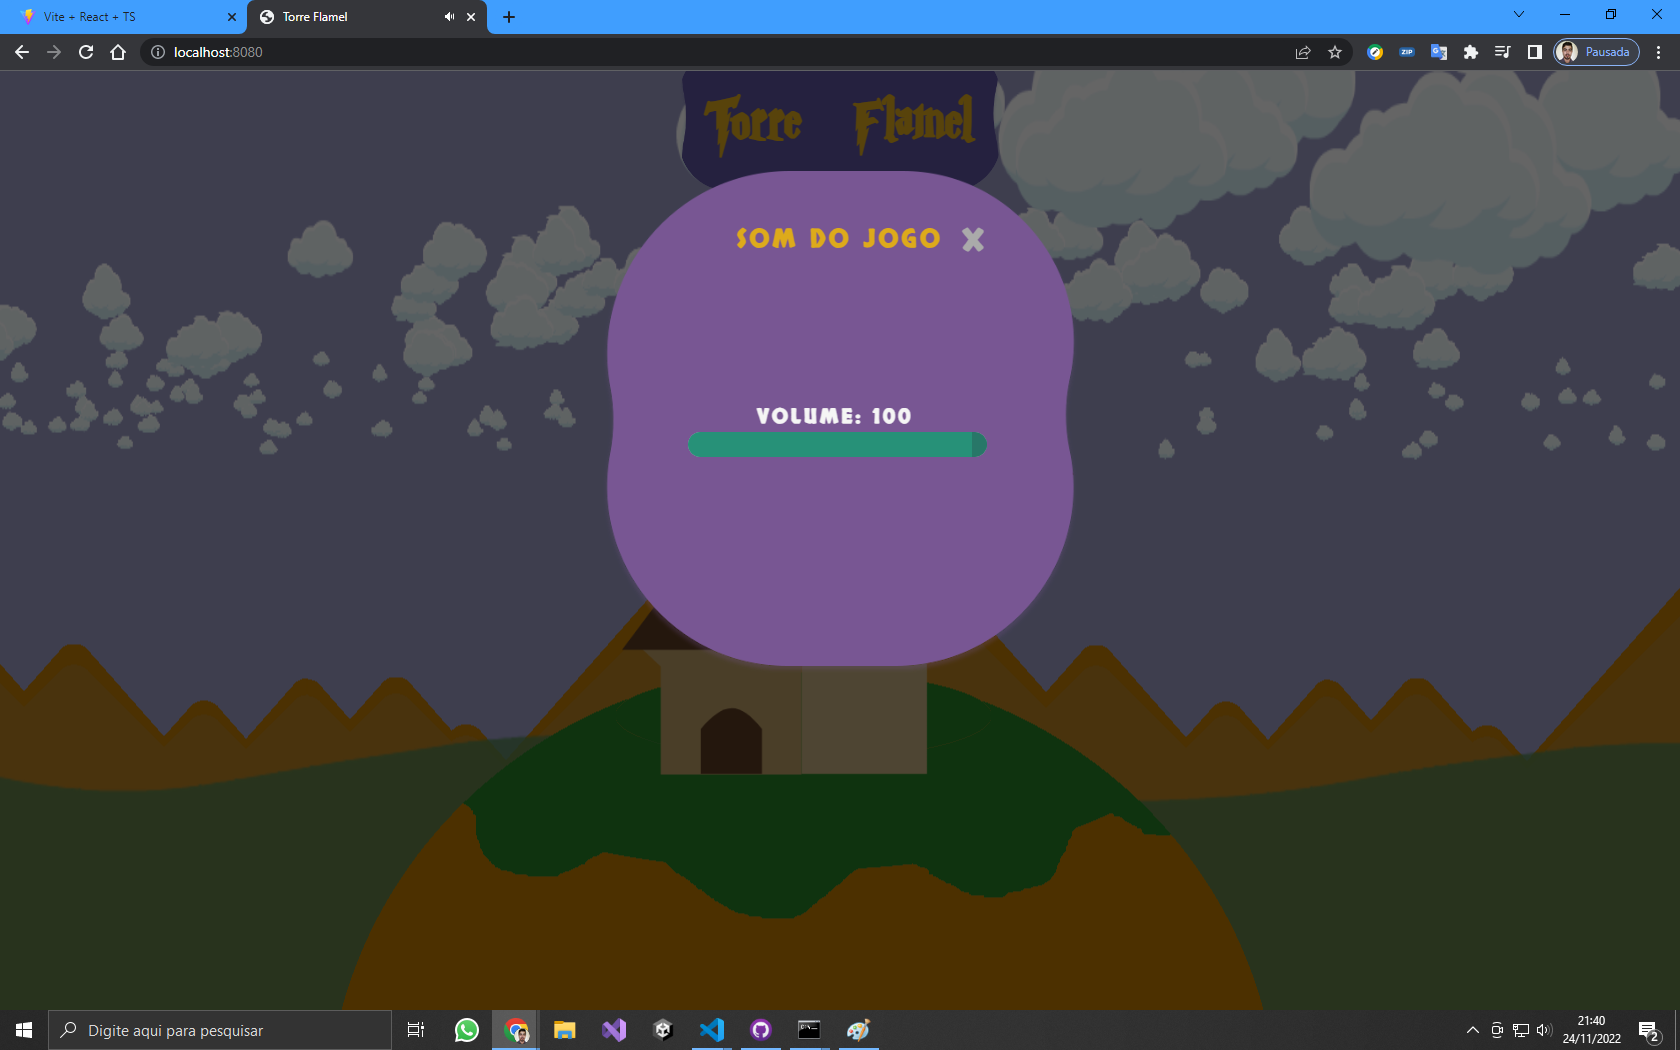 Vite + React + TS
Torre Flamel
localhost:8080
ZIP
Pausada
Torre Flamel
SOM DO JOGO X
VOLUME: 100
Digite aqui para pesquisar
21:40
24/11/2022
2